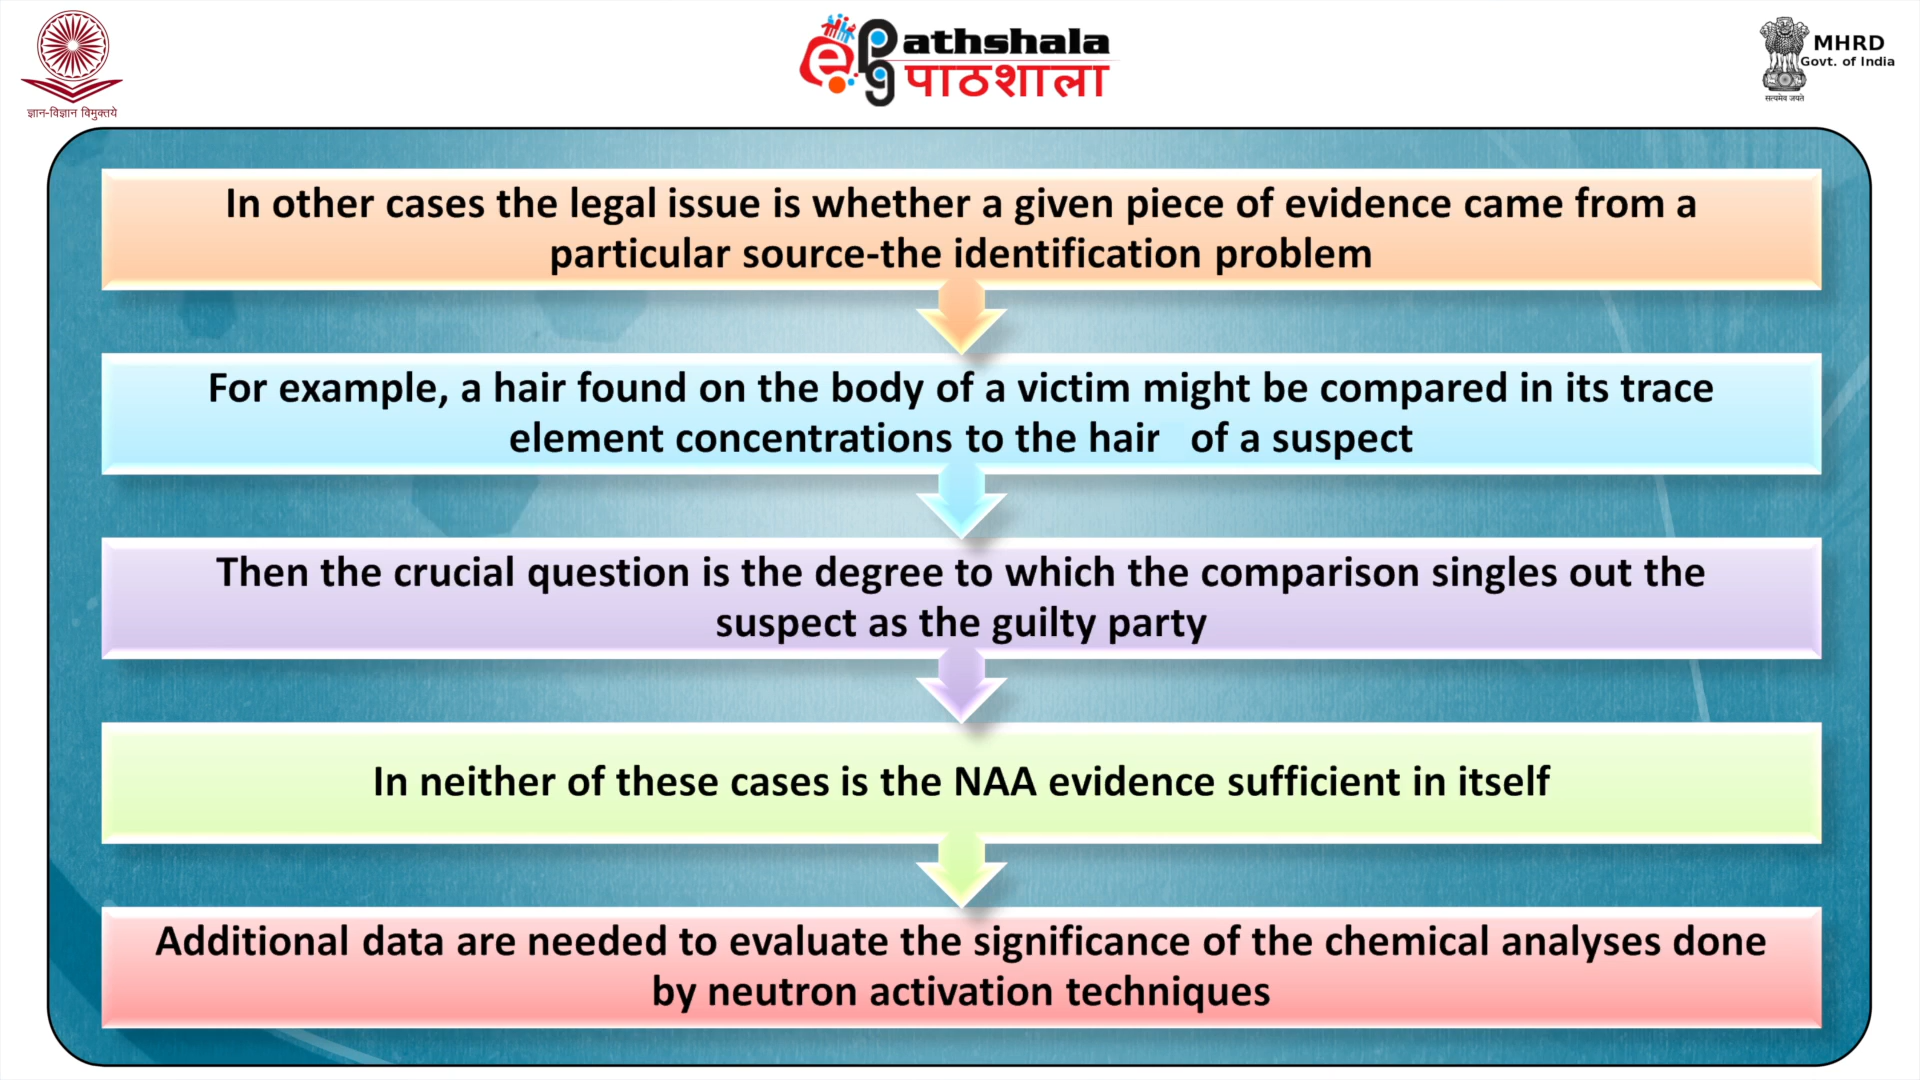 ज्ञान-विज्ञान विमुक्तये
ePg Pathshala
पाठशाला
MHRD
Govt. of India
सत्यमेव जयते
In other cases the legal issue is whether a given piece of evidence came from a
particular source-the identification problem
For example, a hair found on the body of a victim might be compared in its trace
element concentrations to the hair of a suspect
Then the crucial question is the degree to which the comparison singles out the
suspect as the guilty party
In neither of these cases is the NAA evidence sufficient in itself
Additional data are needed to evaluate the significance of the chemical analyses done
by neutron activation techniques